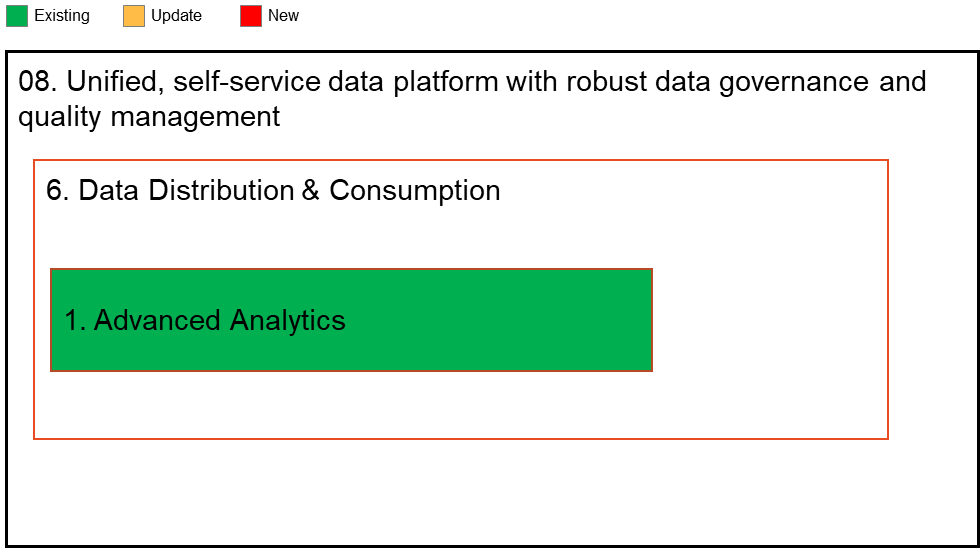 Existing Update New
08. Unified, self-service data platform with robust data governance and
quality management
6. Data Distribution & Consumption
1. Advanced Analytics